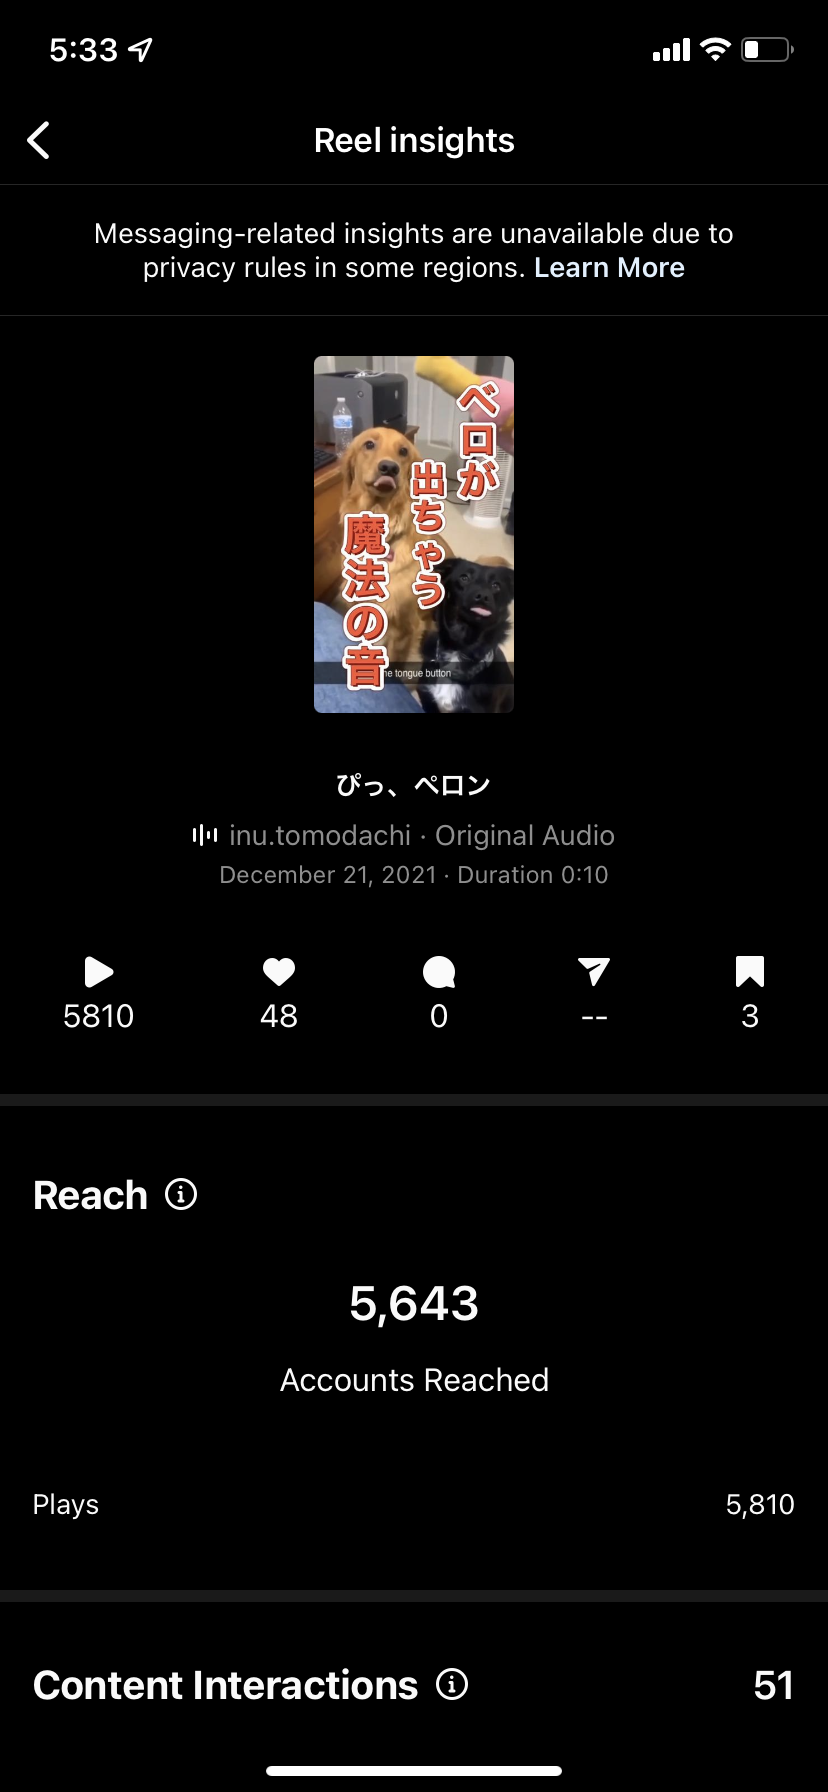 5:33
Reel insights
Messaging-related insights are unavailable due to
privacy rules in some regions. Learn More
ベロが
出ちゃう
魔法の音
he tongue button
ぴっ、ペロン
inu.tomodachi · Original Audio
December 21, 2021 · Duration 0:10
5810 48 0 -- 3
Reach
5,643
Accounts Reached
Plays 5,810
Content Interactions 51